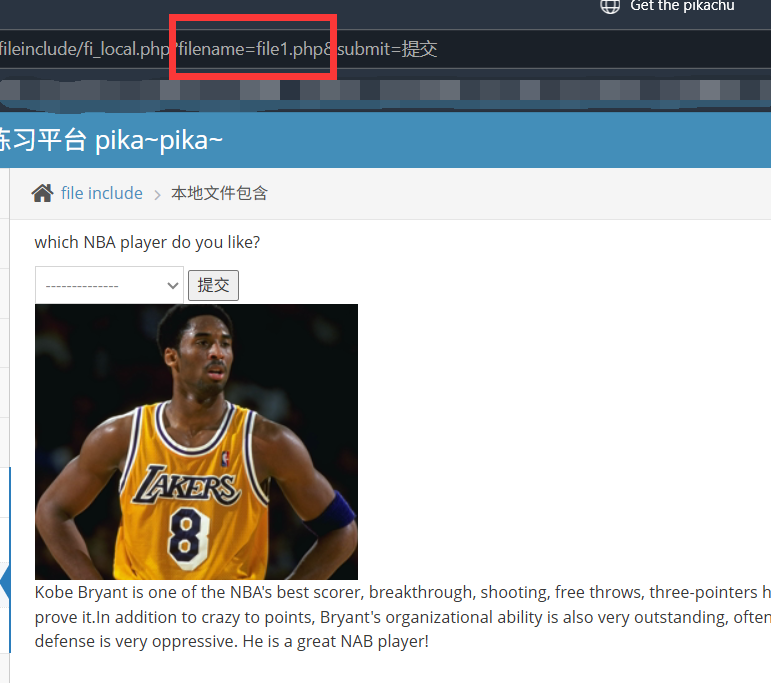 Get the pikachu
fileinclude/fi_local.php?filename=file1.php&submit=提交
练习平台 pika~pika~
file include > 本地文件包含
which NBA player do you like?
-------------- 提交
LAKERS
8
Kobe Bryant is one of the NBA's best scorer, breakthrough, shooting, free throws, three-pointers h
prove it.In addition to crazy to points, Bryant's organizational ability is also very outstanding, often
defense is very oppressive. He is a great NAB player!